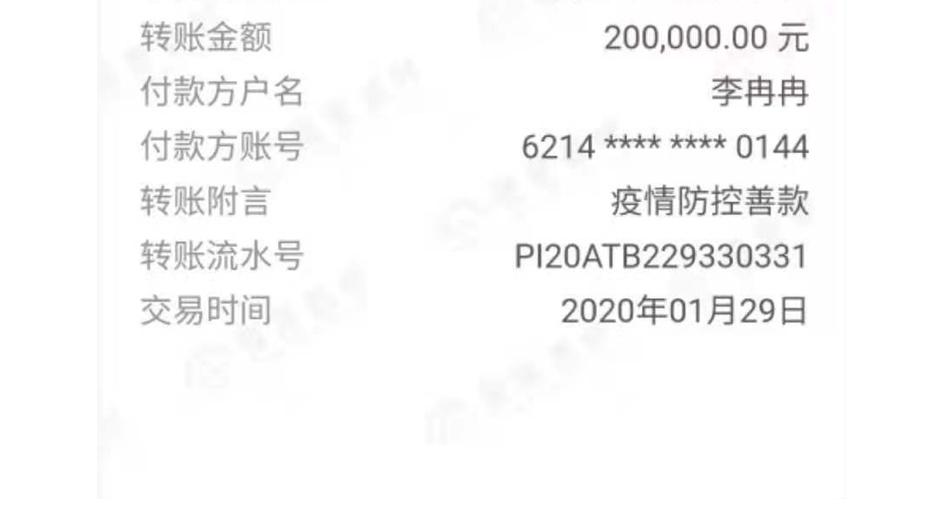 转账金额 200,000.00 元
付款方户名 李冉冉
付款方账号 6214 **** **** 0144
转账附言 疫情防控善款
转账流水号 PI20ATB229330331
交易时间 2020年01月29日